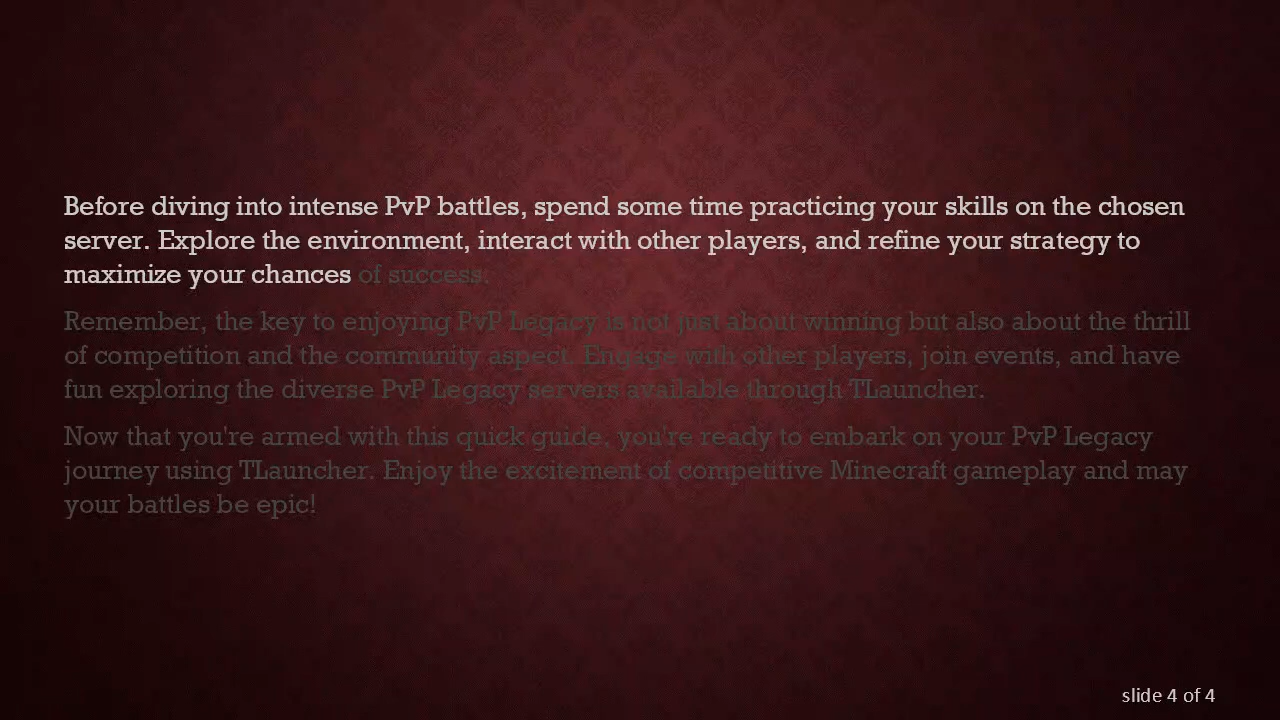 Before diving into intense PvP battles, spend some time practicing your skills on the chosen
server. Explore the environment, interact with other players, and refine your strategy to
maximize your chances of success.
Remember, the key to enjoying PvP Legacy is not just about winning but also about the thrill
of competition and the community aspect. Engage with other players, join events, and have
fun exploring the diverse PvP Legacy servers available through TLauncher.
Now that you're armed with this quick guide, you're ready to embark on your PvP Legacy
journey using TLauncher. Enjoy the excitement of competitive Minecraft gameplay and may
your battles be epic!
slide 4 of 4